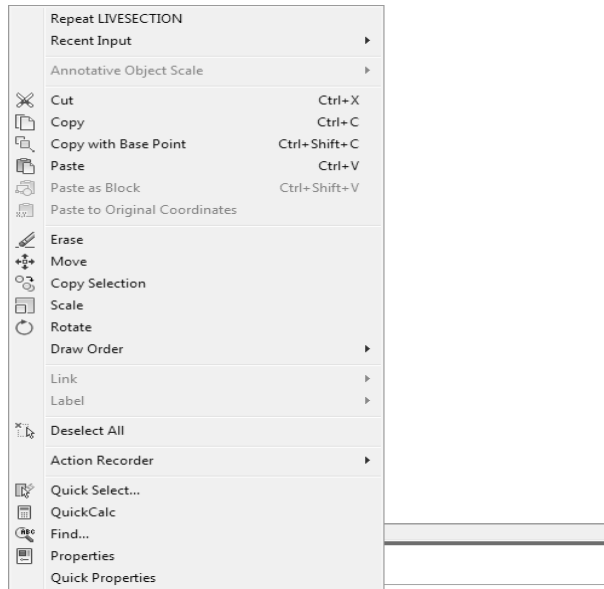 Repeat LIVESECTION
Recent Input
Annotative Object Scale
Cut Ctrl+X
Copy Ctrl+C
Copy with Base Point Ctrl+Shift+C
Paste Ctrl+V
Paste as Block Ctrl+Shift+V
Paste to Original Coordinates
Erase
Move
Copy Selection
Scale
Rotate
Draw Order
Link
Label
Deselect All
Action Recorder
Quick Select...
QuickCalc
Find...
Properties
Quick Properties